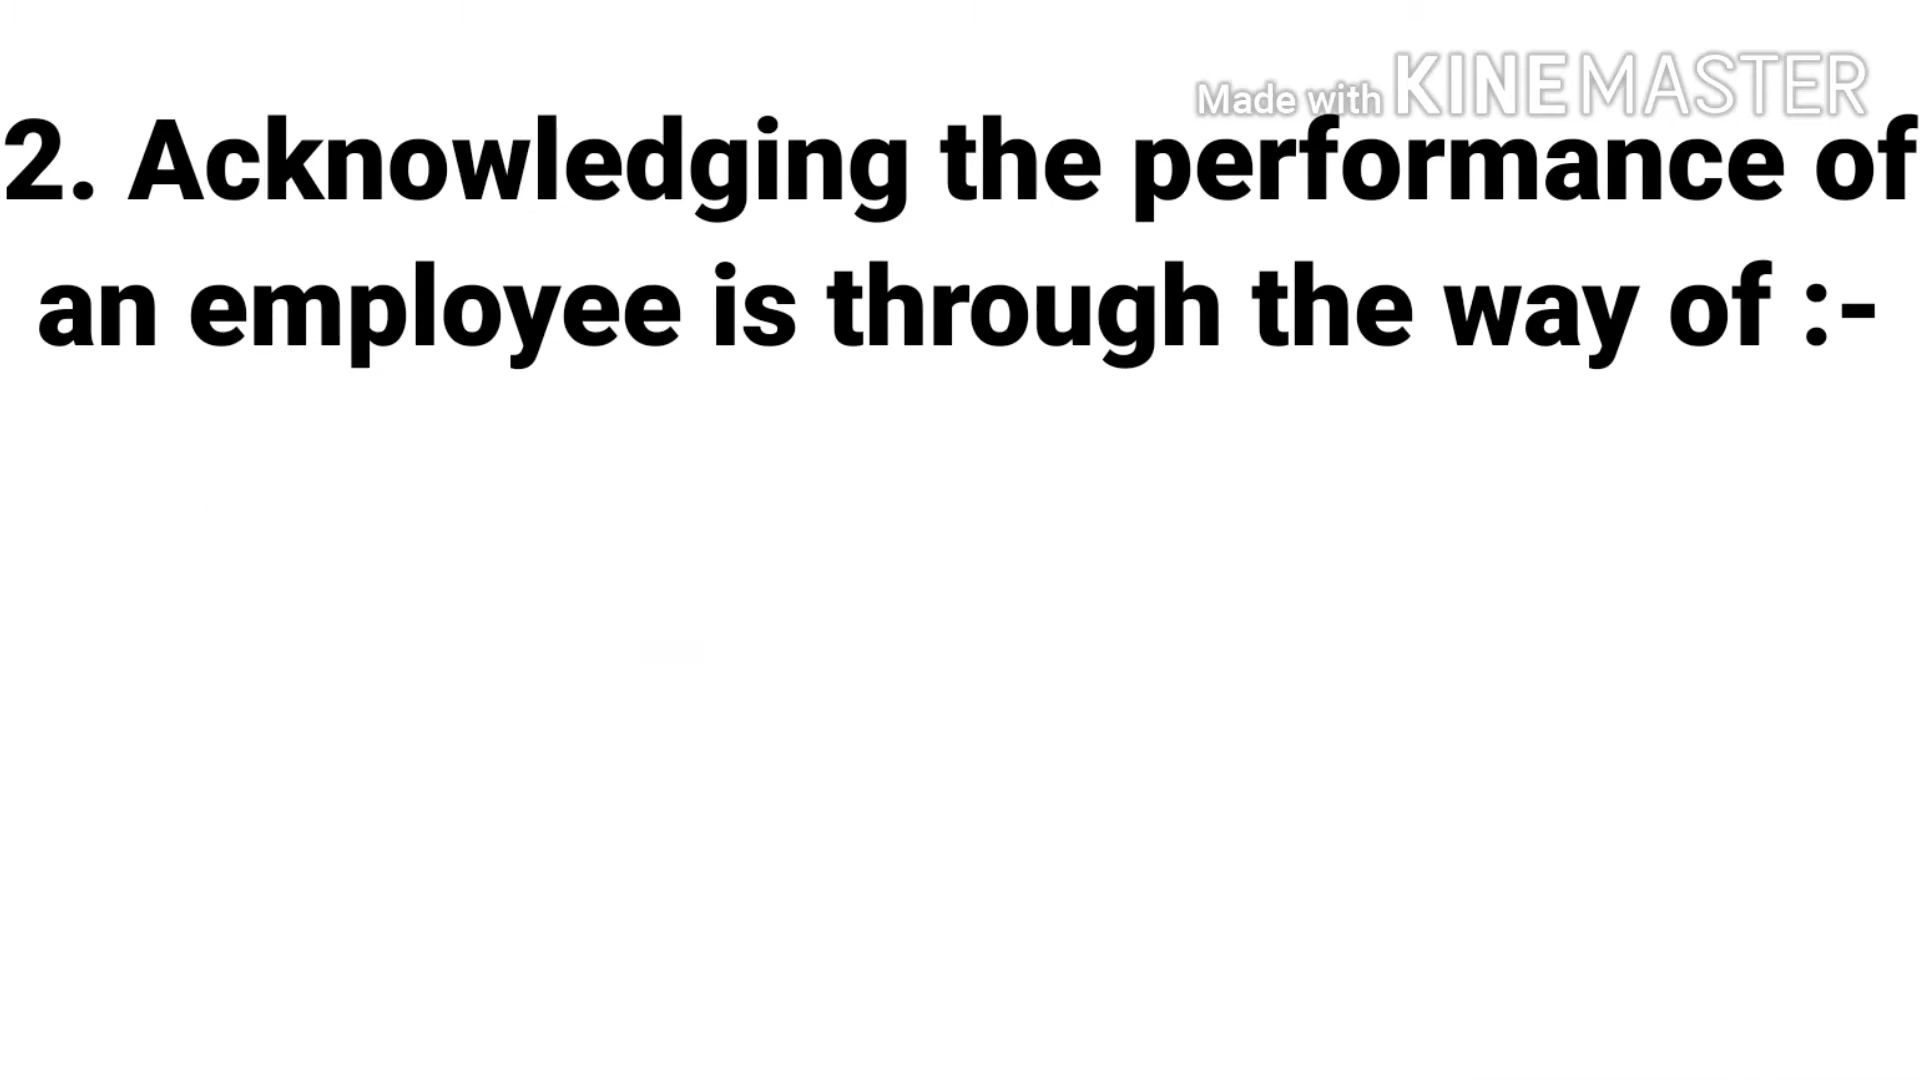 Made with KINEMASTER
2. Acknowledging the performance of
an employee is through the way of :-